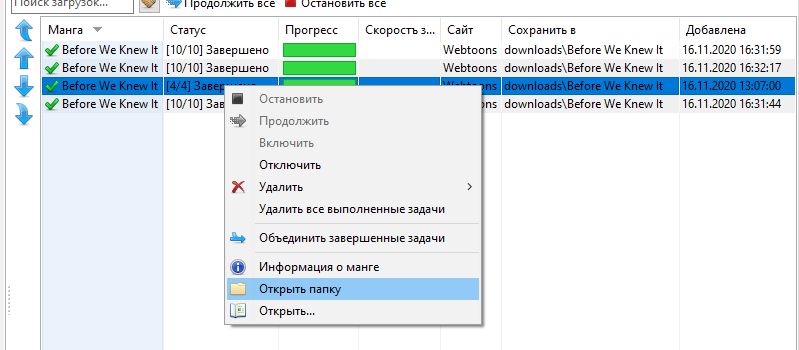 Поиск загрузок... Продолжить все Остановить все
Манга Статус Прогресс Скорость з... Сайт Сохранить в Добавлена
Before We Knew It [10/10] Завершено Webtoons downloads\Before We Knew It 16.11.2020 16:31:59
Before We Knew It [10/10] Завершено Webtoons downloads\Before We Knew It 16.11.2020 16:32:17
Before We Knew It [4/4] Завершено Webtoons downloads\Before We Knew It 16.11.2020 13:07:00
Before We Knew It [10/10] Заве Webtoons downloads\Before We Knew It 16.11.2020 16:31:44
Остановить
Продолжить
Включить
Отключить
Удалить
Удалить все выполненные задачи
Объединить завершенные задачи
Информация о манге
Открыть папку
Открыть...